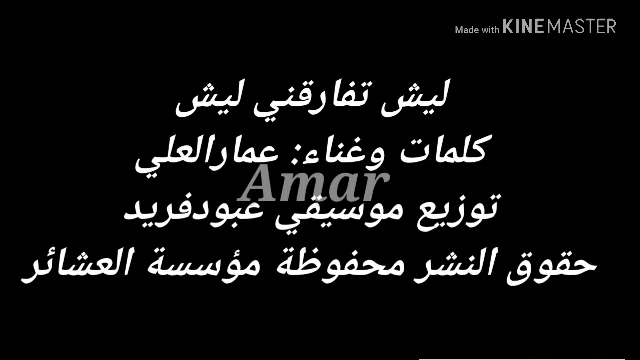 Made with KINEMASTER
ليش تفارقني ليش
كلمات وغناء: عمارالعلي
Amar
توزيع موسيقي عبودفريد
حقوق النشر محفوظة مؤسسة العشائر